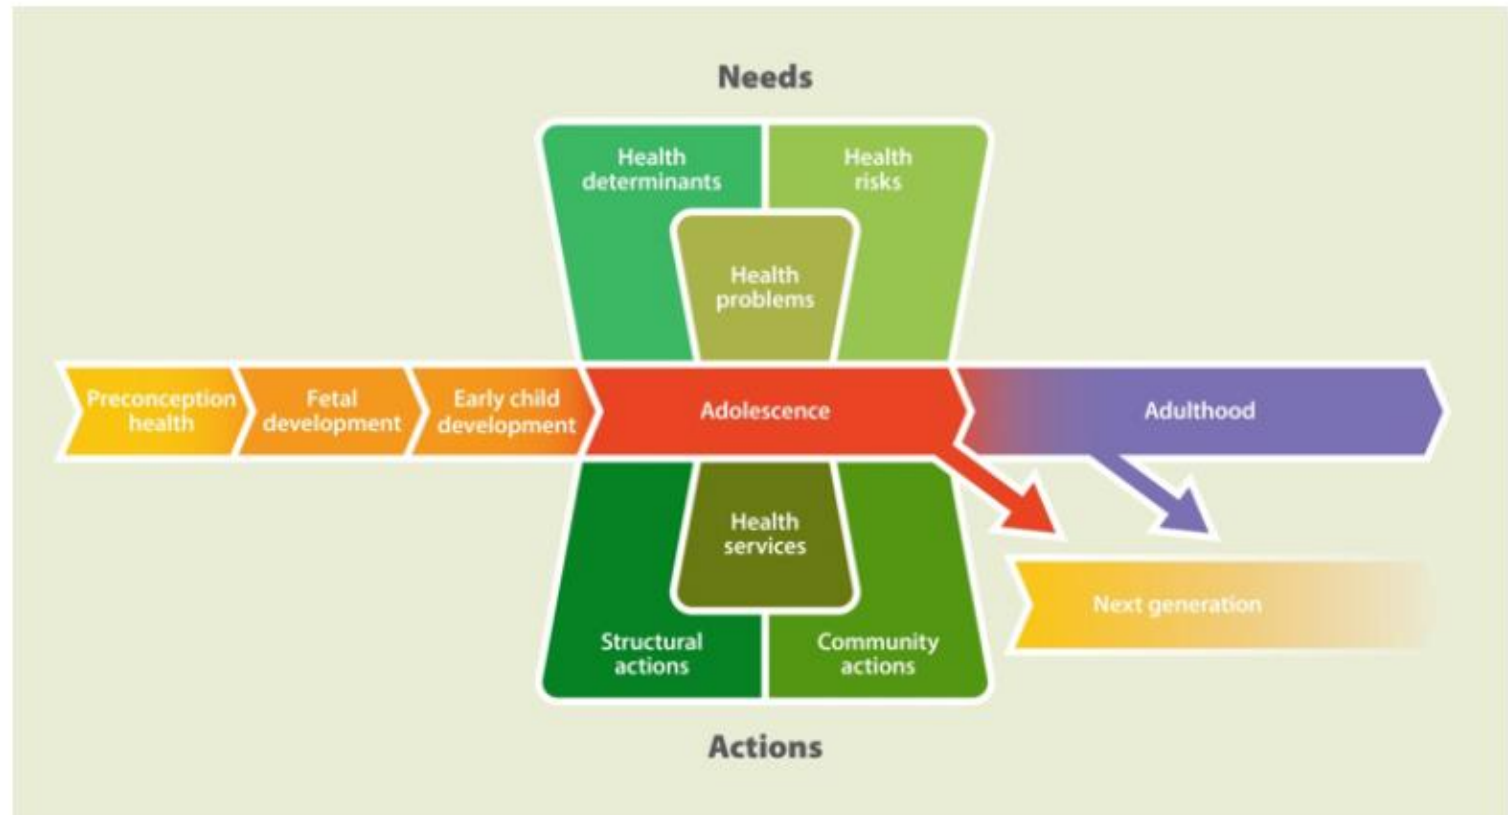 Needs
Health
determinants
Health
risks
Health
problems
Preconception
health
Fetal
development
Early child
development
Adolescence
Adulthood
Health
services
Next generation
Structural
actions
Community
actions
Actions